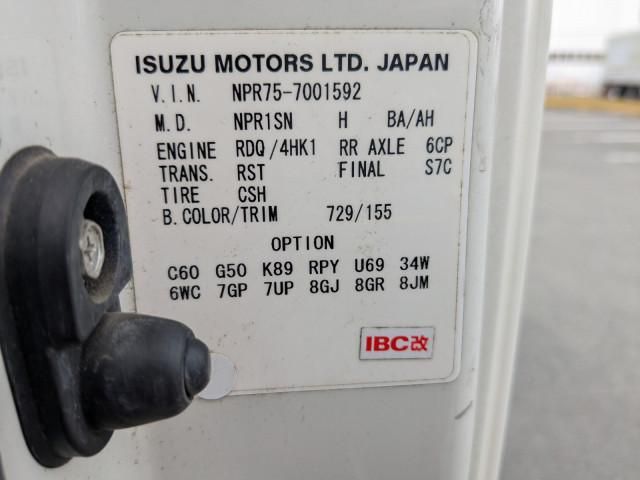 ISUZU MOTORS LTD. JAPAN
V.I.N. NPR75-7001592
M.D. NPR1SN H BA/AH
ENGINE RDQ/4HK1 RR AXLE 6CP
TRANS. RST FINAL S7C
TIRE CSH
B.COLOR/TRIM 729/155
OPTION
C60 G50 K89 RPY U69 34W
6WC 7GP 7UP 8GJ 8GR 8JM
IBC改